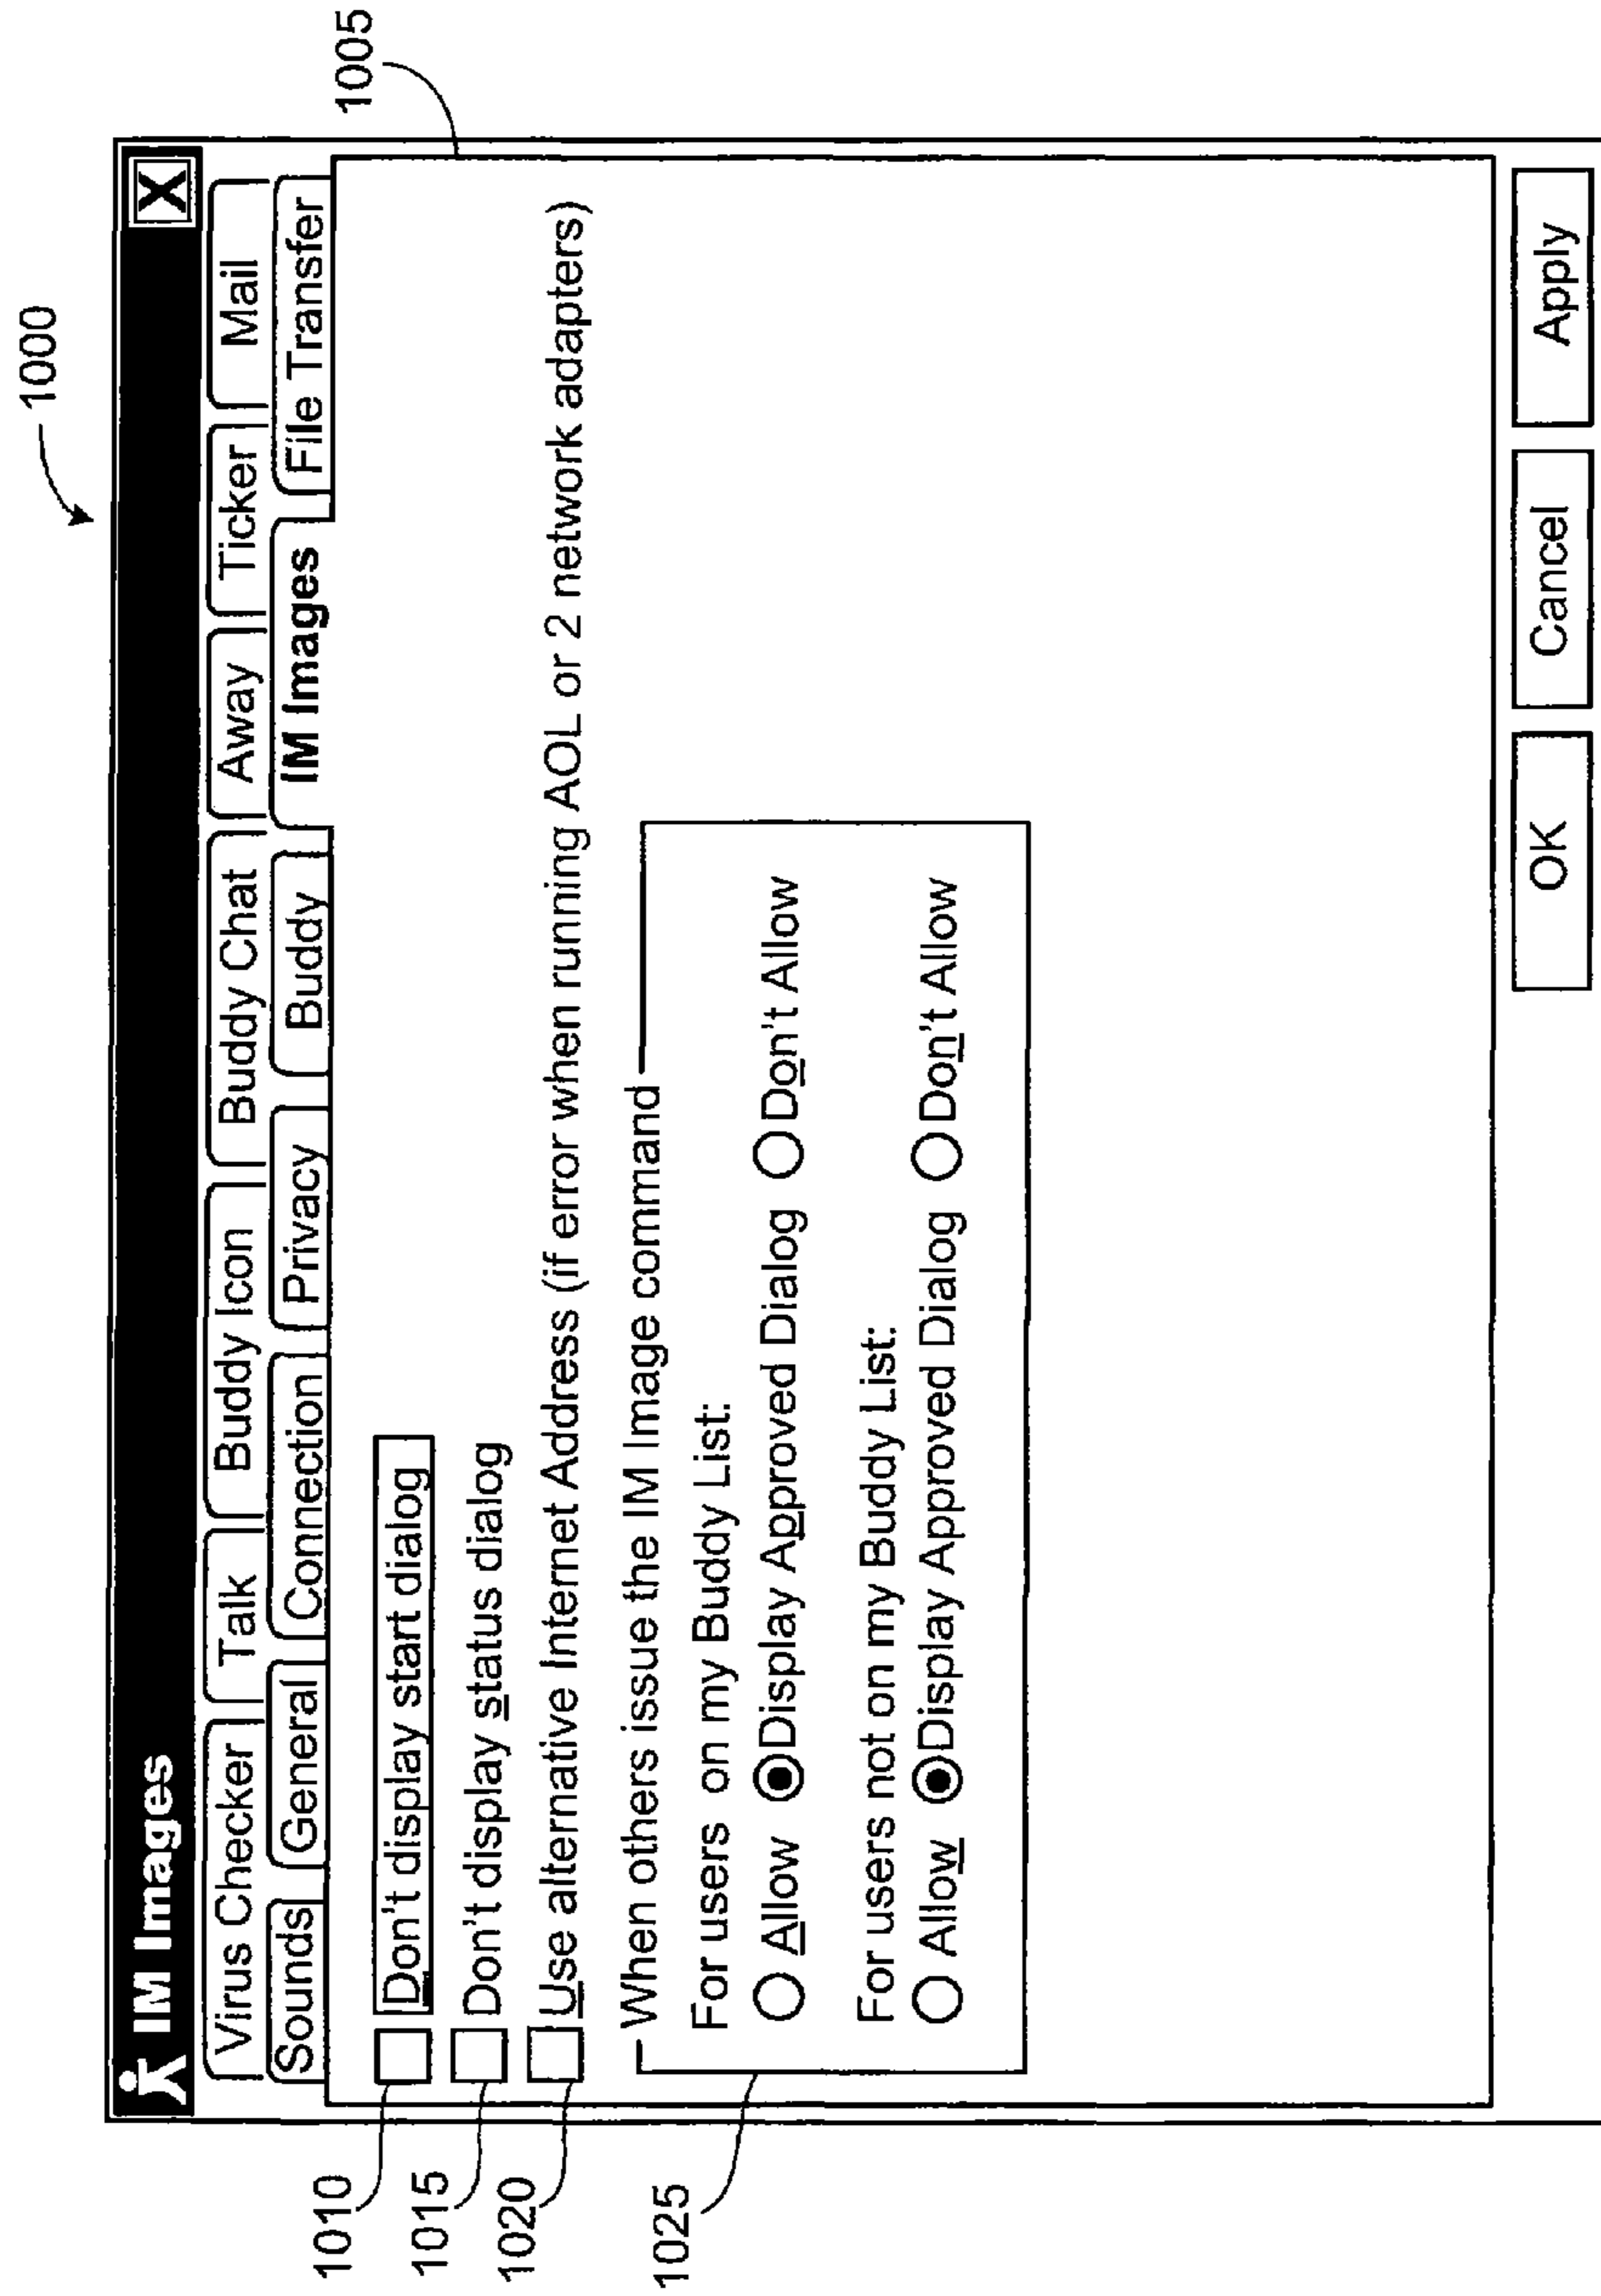 1000
IM Images X
Virus Checker Talk Buddy Icon Buddy Chat Away Ticker Mail
Sounds General Connection Privacy Buddy IM Images File Transfer
1005
1010 Don't display start dialog
1015 Don't display status dialog
1020 Use alternative Internet Address (if error when running AOL or 2 network adapters)
1025 When others issue the IM Image command
For users on my Buddy List:
Allow Display Approved Dialog Don't Allow
For users not on my Buddy List:
Allow Display Approved Dialog Don't Allow
OK Cancel Apply